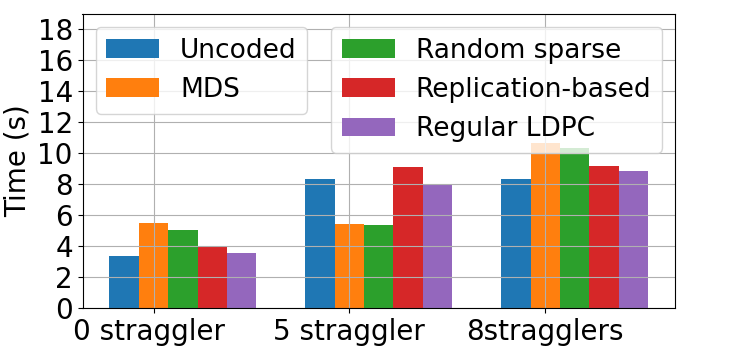 Time (s)
18
16
14
12
10
8
6
4
2
0
Uncoded
MDS
Random sparse
Replication-based
Regular LDPC
0 straggler
5 straggler
8stragglers